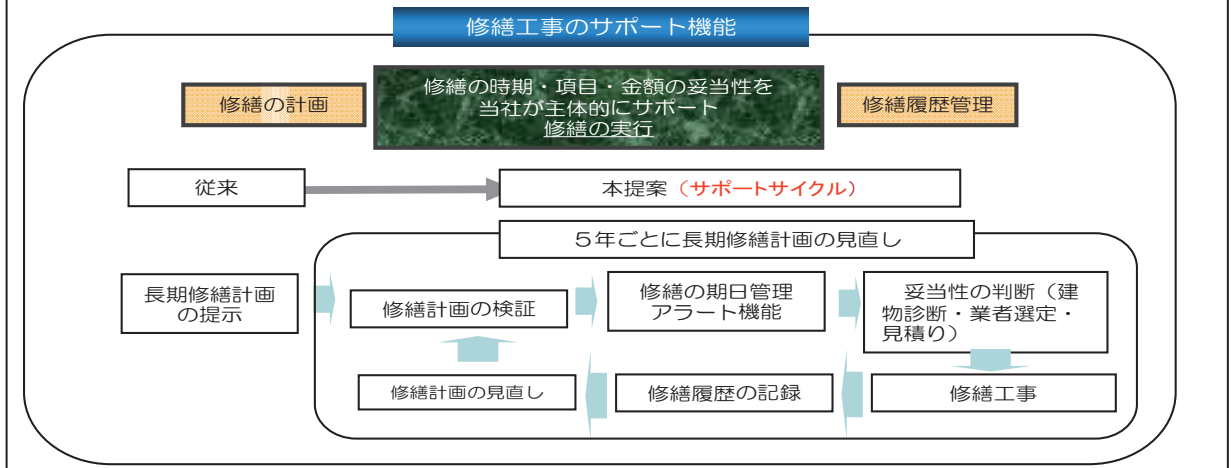 修繕工事のサポート機能
修繕の計画
修繕の時期・項目・金額の妥当性を
当社が主体的にサポート
修繕の実行
修繕履歴管理
従来
本提案（サポートサイクル）
５年ごとに長期修繕計画の見直し
長期修繕計画
の提示
修繕計画の検証
修繕の期日管理
アラート機能
妥当性の判断（建
物診断・業者選定・
見積り）
修繕計画の見直し
修繕履歴の記録
修繕工事